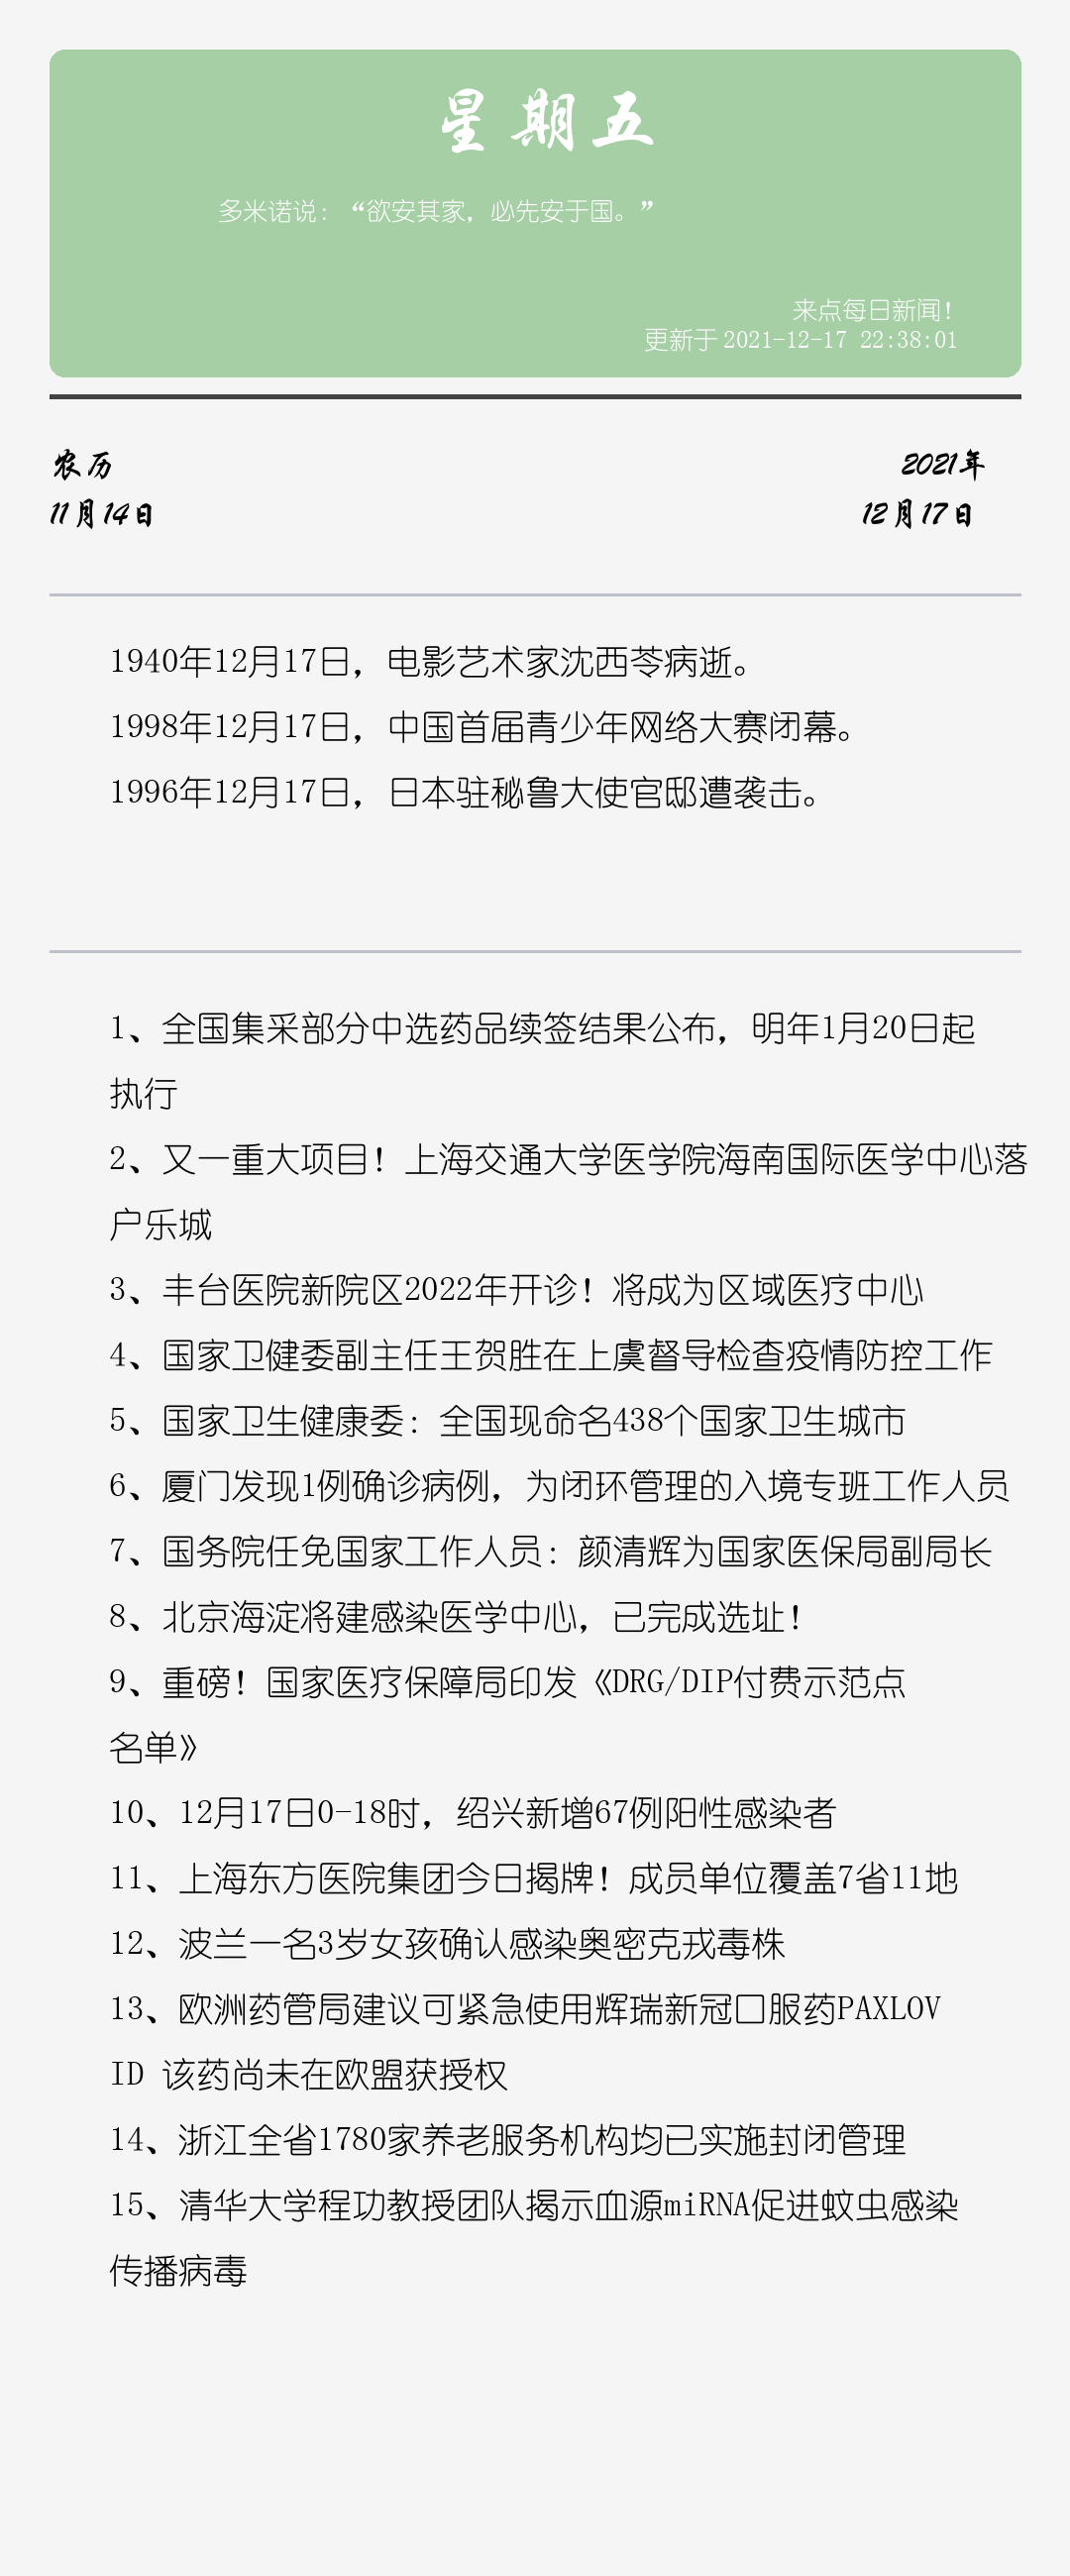 星期五
多米诺说：“欲安其家，必先安于国。”
来点每日新闻！
更新于 2021-12-17 22:38:01
农历
2021年
11月14日
12月17日
1940年12月17日，电影艺术家沈西苓病逝。
1998年12月17日，中国首届青少年网络大赛闭幕。
1996年12月17日，日本驻秘鲁大使官邸遭袭击。
1、全国集采部分中选药品续签结果公布，明年1月20日起
执行
2、又一重大项目！上海交通大学医学院海南国际医学中心落
户乐城
3、丰台医院新院区2022年开诊！将成为区域医疗中心
4、国家卫健委副主任王贺胜在上虞督导检查疫情防控工作
5、国家卫生健康委：全国现命名438个国家卫生城市
6、厦门发现1例确诊病例，为闭环管理的入境专班工作人员
7、国务院任免国家工作人员：颜清辉为国家医保局副局长
8、北京海淀将建感染医学中心，已完成选址！
9、重磅！国家医疗保障局印发《DRG/DIP付费示范点
名单》
10、12月17日0-18时，绍兴新增67例阳性感染者
11、上海东方医院集团今日揭牌！成员单位覆盖7省11地
12、波兰一名3岁女孩确认感染奥密克戎毒株
13、欧洲药管局建议可紧急使用辉瑞新冠口服药PAXLOV
ID 该药尚未在欧盟获授权
14、浙江全省1780家养老服务机构均已实施封闭管理
15、清华大学程功教授团队揭示血源miRNA促进蚊虫感染
传播病毒